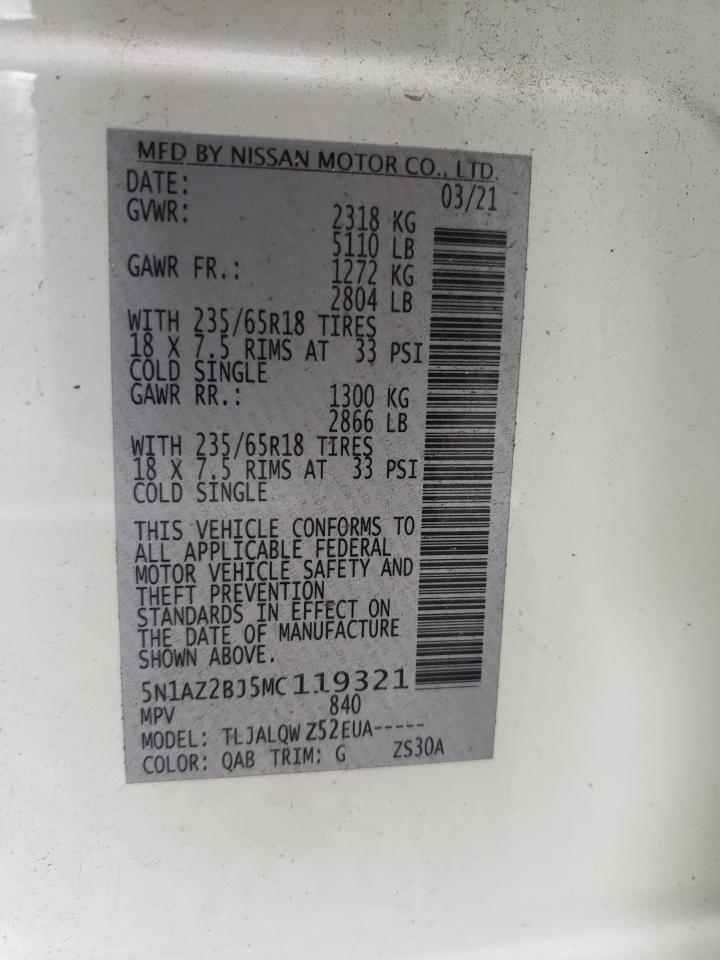 MFD BY NISSAN MOTOR CO., LTD.
DATE: 03/21
GVWR: 2318 KG
5110 LB
GAWR FR.: 1272 KG
2804 LB
WITH 235/65R18 TIRES
18 X 7.5 RIMS AT 33 PSI
COLD SINGLE
GAWR RR.: 1300 KG
2866 LB
WITH 235/65R18 TIRES
18 X 7.5 RIMS AT 33 PSI
COLD SINGLE
THIS VEHICLE CONFORMS TO
ALL APPLICABLE FEDERAL
MOTOR VEHICLE SAFETY AND
THEFT PREVENTION
STANDARDS IN EFFECT ON
THE DATE OF MANUFACTURE
SHOWN ABOVE.
5N1AZ2BJ5MC119321
MPV 840
MODEL: TLJALQW Z52EUA-----
COLOR: QAB TRIM: G ZS30A